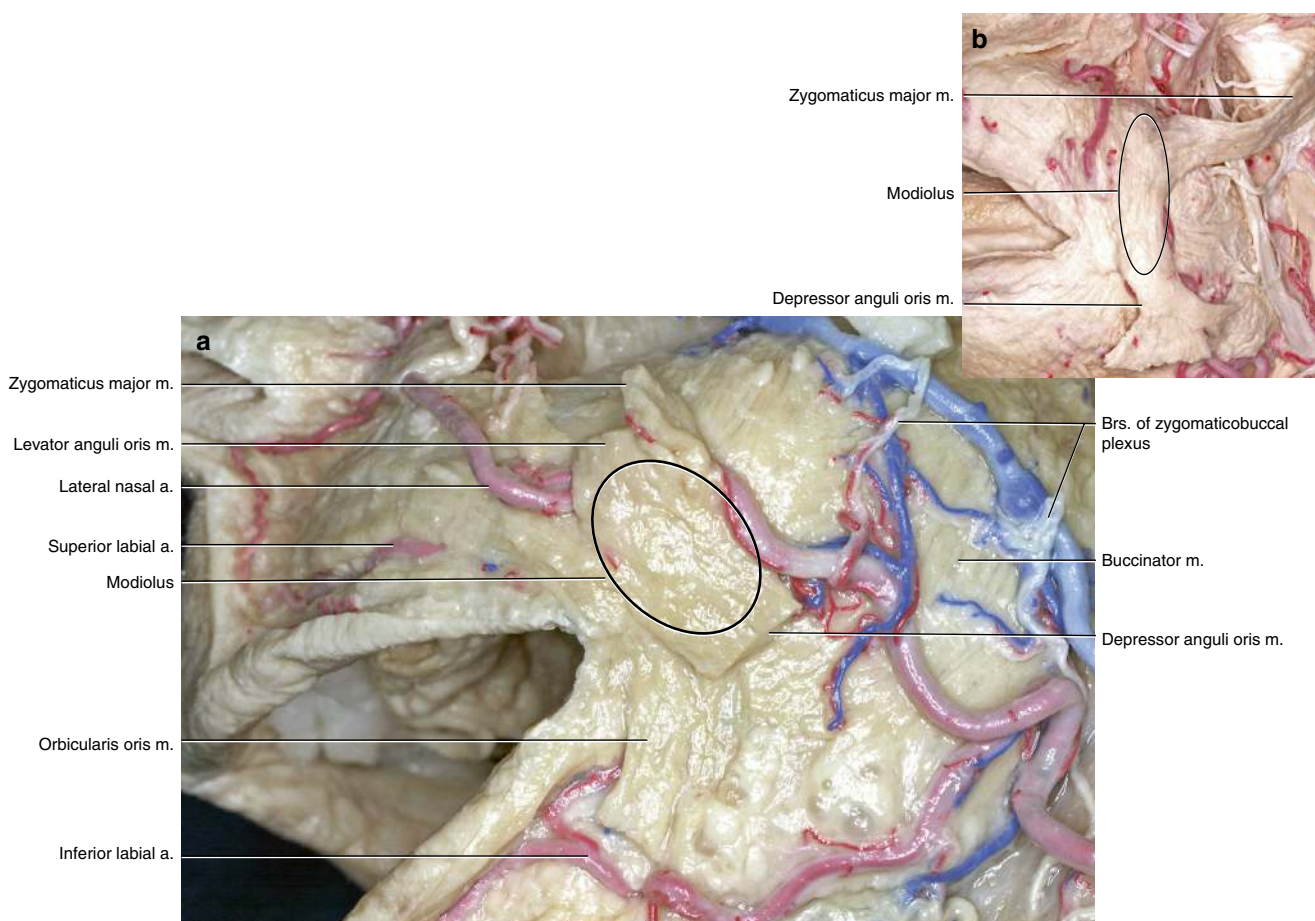 b
Zygomaticus major m.
Modiolus
Depressor anguli oris m.
a
Zygomaticus major m.
Levator anguli oris m.
Lateral nasal a.
Superior labial a.
Modiolus
Orbicularis oris m.
Inferior labial a.
Brs. of zygomaticobuccal
plexus
Buccinator m.
Depressor anguli oris m.